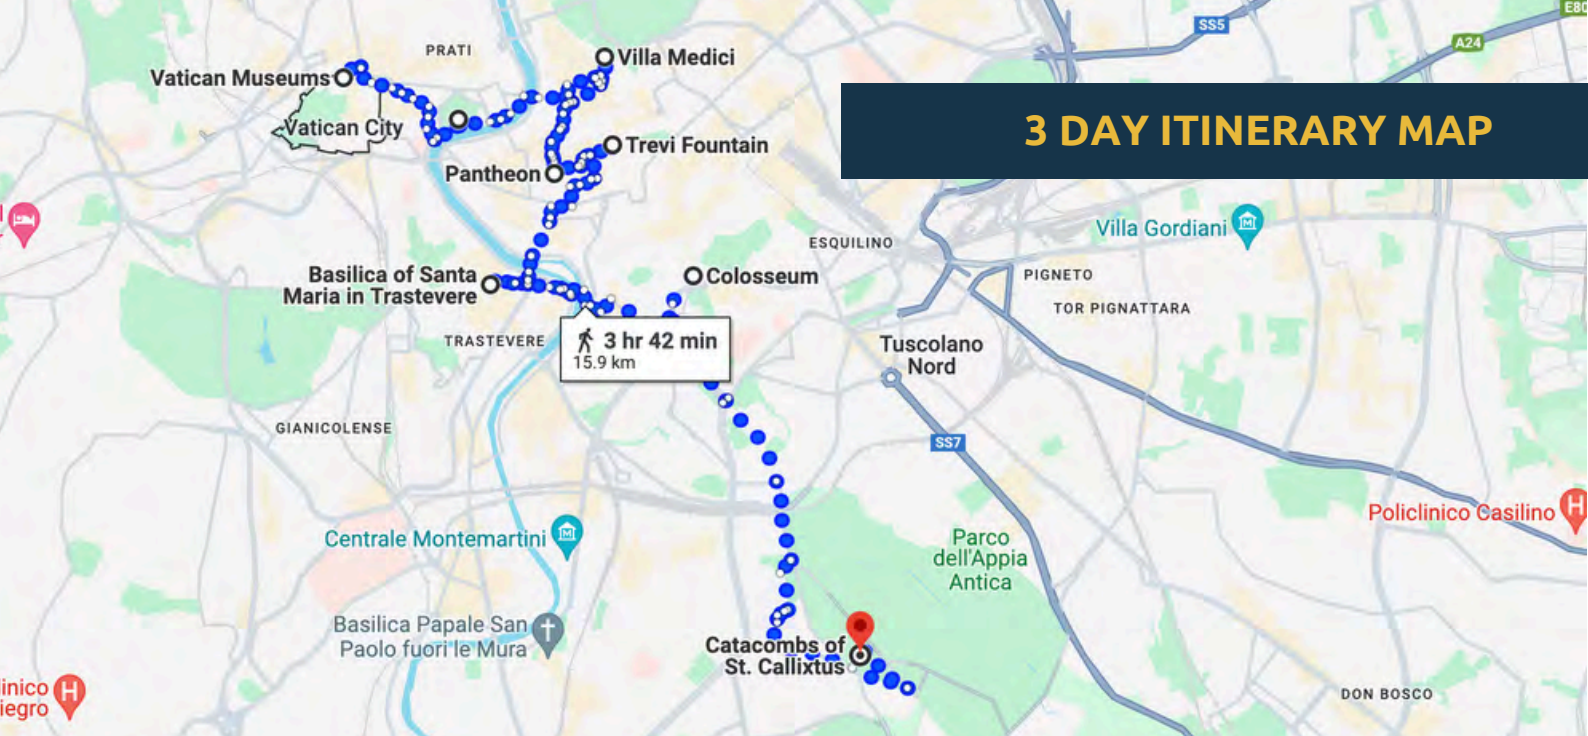 SS5
E80
A24
PRATI
Villa Medici
Vatican Museums
3 DAY ITINERARY MAP
Vatican City
Trevi Fountain
Pantheon
Villa Gordiani
ESQUILINO
PIGNETO
Basilica of Santa
Maria in Trastevere
Colosseum
TOR PIGNATTARA
TRASTEVERE
3 hr 42 min
15.9 km
Tuscolano
Nord
GIANICOLENSE
SS7
Policlinico Casilino
H
Centrale Montemartini
Parco
dell'Appia
Antica
Basilica Papale San
Paolo fuori le Mura
Catacombs of
St. Callixtus
linico
iegro
H
DON BOSCO